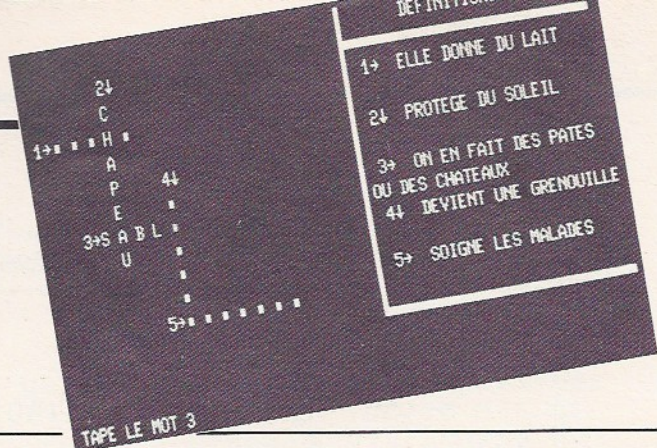 DEFINITIONS
1→ ELLE DONNE DU LAIT
2↓ PROTEGE DU SOLEIL
3→ ON EN FAIT DES PATES
OU DES CHATEAUX
4↓ DEVIENT UNE GRENOUILLE
5→ SOIGNE LES MALADES
2↓
C
1→ H
A
P 4↓
E
3→S A B L
U
5→
TAPE LE MOT 3